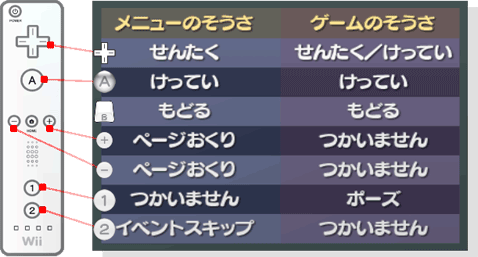 POWER
メニューのそうさ ゲームのそうさ
せんたく せんたく／けってい
A A けってい けってい
B もどる もどる
- HOME + + ページおくり つかいません
- ページおくり つかいません
1 1 つかいません ポーズ
2 2 イベントスキップ つかいません
Wii